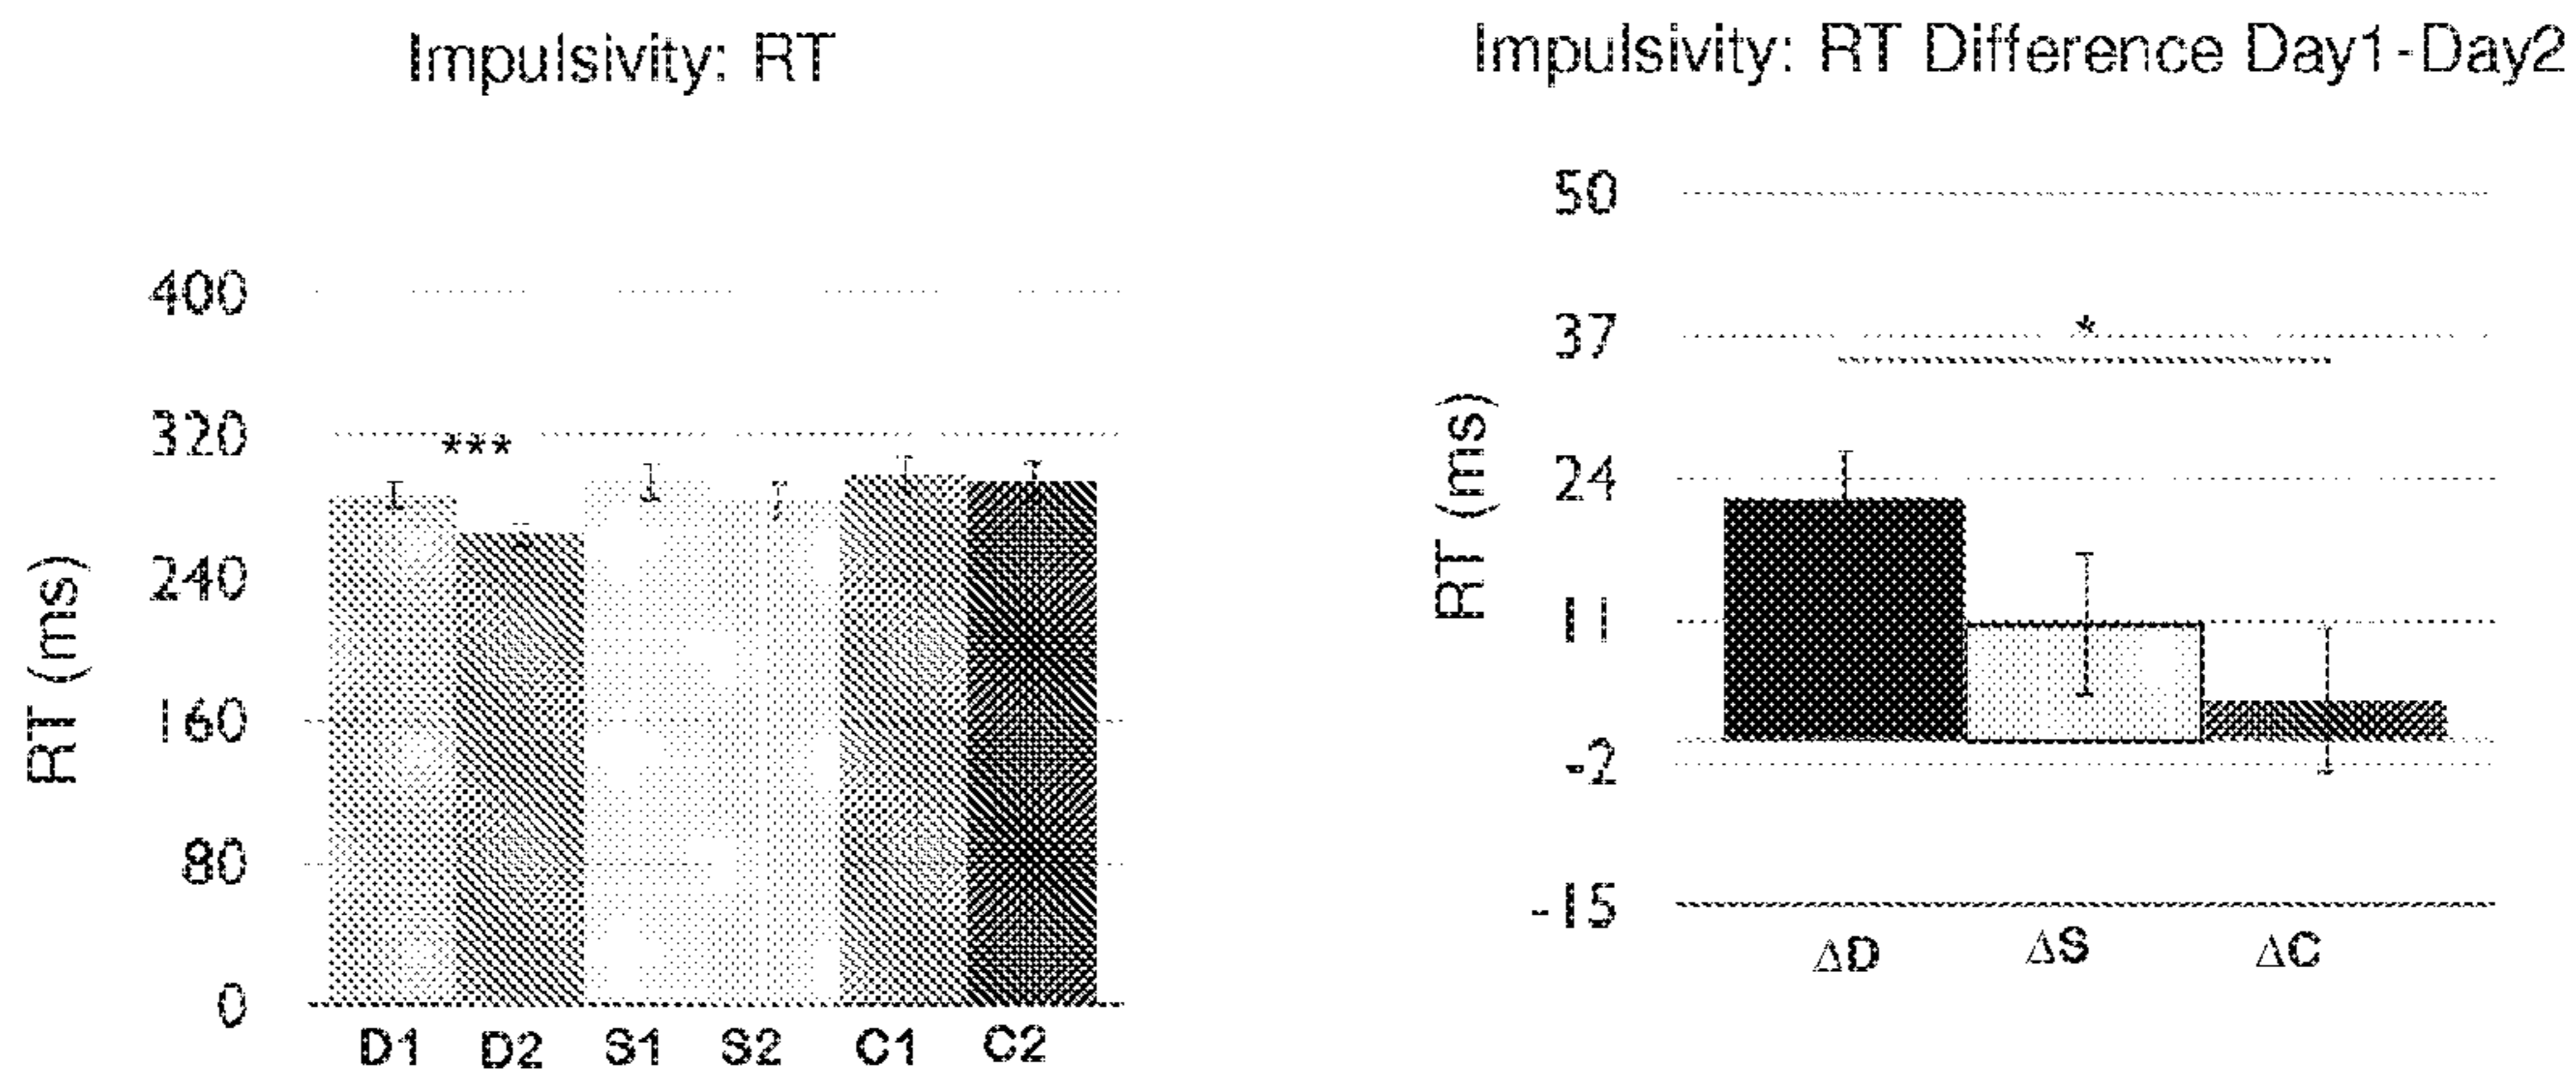 Impulsivity: RT
RT (ms)
400
320
240
160
80
0
***
D1 D2 S1 S2 C1 C2
Impulsivity: RT Difference Day1-Day2
RT (ms)
50
37
24
11
-2
-15
*
ΔD ΔS ΔC